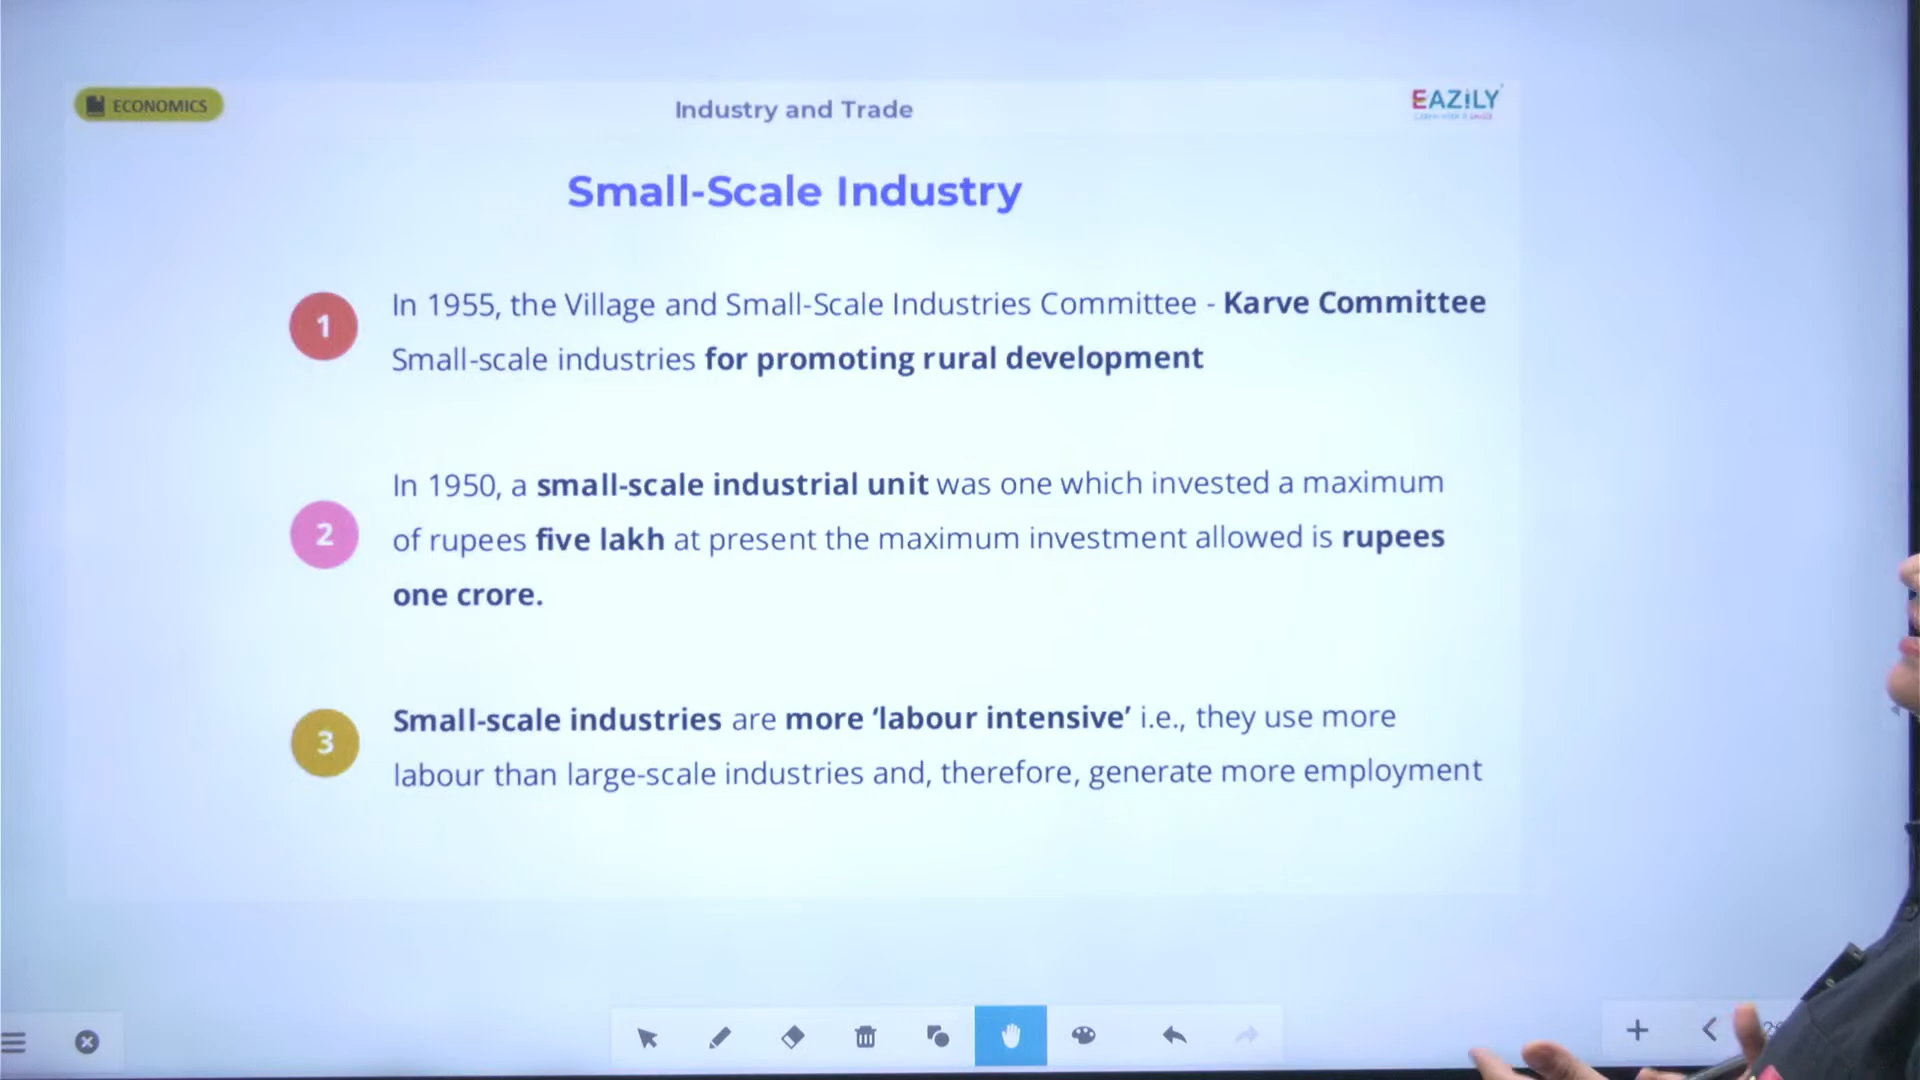 ECONOMICS
Industry and Trade
EAZiLY
Small-Scale Industry
1
In 1955, the Village and Small-Scale Industries Committee - Karve Committee
Small-scale industries for promoting rural development
2
In 1950, a small-scale industrial unit was one which invested a maximum
of rupees five lakh at present the maximum investment allowed is rupees
one crore.
3
Small-scale industries are more ‘labour intensive’ i.e., they use more
labour than large-scale industries and, therefore, generate more employment